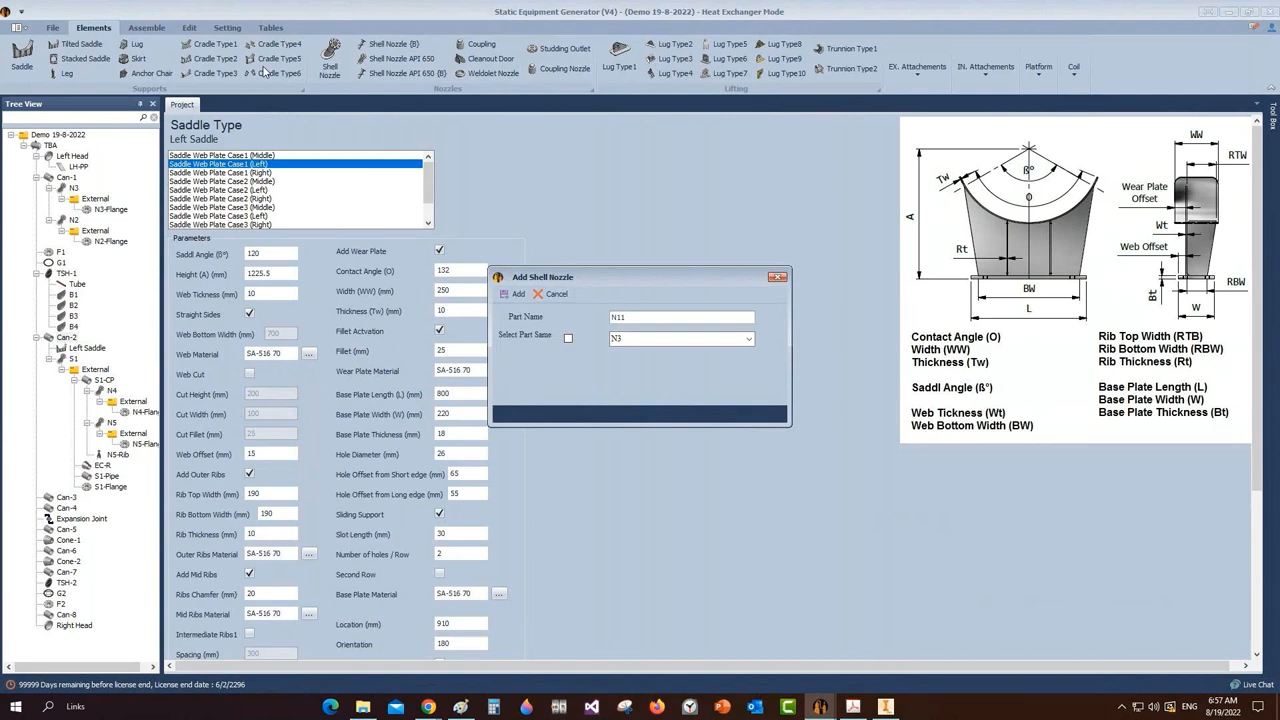 Static Equipment Generator (V4) - (Demo 19-8-2022) - Heat Exchanger Mode
File Elements Assemble Edit Setting Tables
Saddle
Tilted Saddle
Stacked Saddle
Leg
Lug
Skirt
Anchor Chair
Cradle Type1
Cradle Type2
Cradle Type3
Cradle Type4
Cradle Type5
Cradle Type6
Supports
Shell Nozzle
Shell Nozzle {B}
Shell Nozzle API 650
Shell Nozzle API 650 {B}
Coupling
Cleanout Door
Weldolet Nozzle
Studding Outlet
Coupling Nozzle
Nozzles
Lug Type1
Lug Type2
Lug Type3
Lug Type4
Lug Type5
Lug Type6
Lug Type7
Lug Type8
Lug Type9
Lug Type10
Trunnion Type1
Trunnion Type2
Lifting
EX. Attachements
IN. Attachements
Platform
Coil
Tree View
Demo 19-8-2022
TBA
Left Head
LH-PP
Can-1
N3
External
N3-Flange
N2
External
N2-Flange
F1
G1
TSH-1
Tube
B1
B2
B3
B4
Can-2
Left Saddle
S1
External
S1-CP
N4
External
N4-Flan
N5
External
N5-Flan
N5-Rib
EC-R
S1-Pipe
S1-Flange
Can-3
Can-4
Expansion Joint
Can-5
Cone-1
Can-6
Cone-2
Can-7
TSH-2
G2
F2
Can-8
Right Head
Project
Saddle Type
Left Saddle
Saddle Web Plate Case1 (Middle)
Saddle Web Plate Case1 (Left)
Saddle Web Plate Case1 (Right)
Saddle Web Plate Case2 (Middle)
Saddle Web Plate Case2 (Left)
Saddle Web Plate Case2 (Right)
Saddle Web Plate Case3 (Middle)
Saddle Web Plate Case3 (Left)
Saddle Web Plate Case3 (Right)
Parameters
Saddl Angle (ß°) 120
Height (A) (mm) 1225.5
Web Tickness (mm) 10
Straight Sides
Web Bottom Width (mm) 700
Web Material SA-516 70 ...
Web Cut
Cut Height (mm) 200
Cut Width (mm) 100
Cut Fillet (mm) 25
Web Offset (mm) 15
Add Outer Ribs
Rib Top Width (mm) 190
Rib Bottom Width (mm) 190
Rib Thickness (mm) 10
Outer Ribs Material SA-516 70 ...
Add Mid Ribs
Ribs Chamfer (mm) 20
Mid Ribs Material SA-516 70 ...
Intermediate Ribs1
Spacing (mm) 300
Add Wear Plate
Contact Angle (O) 132
Width (WW) (mm) 250
Thickness (Tw) (mm) 10
Fillet Actvation
Fillet (mm) 25
Wear Plate Material SA-516 70
Base Plate Length (L) (mm) 800
Base Plate Width (W) (mm) 220
Base Plate Thickness (mm) 18
Hole Diameter (mm) 26
Hole Offset from Short edge (mm) 65
Hole Offset from Long edge (mm) 55
Sliding Support
Slot Length (mm) 30
Number of holes / Row 2
Second Row
Base Plate Material SA-516 70 ...
Location (mm) 910
Orientation 180
Add Shell Nozzle
Add Cancel
Part Name N11
Select Part Same N3
WW
RTW
Tw
ß°
Wear Plate
Offset
O
A
Wt
Rt
Web Offset
BW
Bt
RBW
L
W
Contact Angle (O)
Width (WW)
Thickness (Tw)
Saddl Angle (ß°)
Web Tickness (Wt)
Web Bottom Width (BW)
Rib Top Width (RTB)
Rib Bottom Width (RBW)
Rib Thickness (Rt)
Base Plate Length (L)
Base Plate Width (W)
Base Plate Thickness (Bt)
Tool Box
99999 Days remaining before license end, License end date : 6/2/2296
Live Chat
Links
6:57 AM
8/19/2022